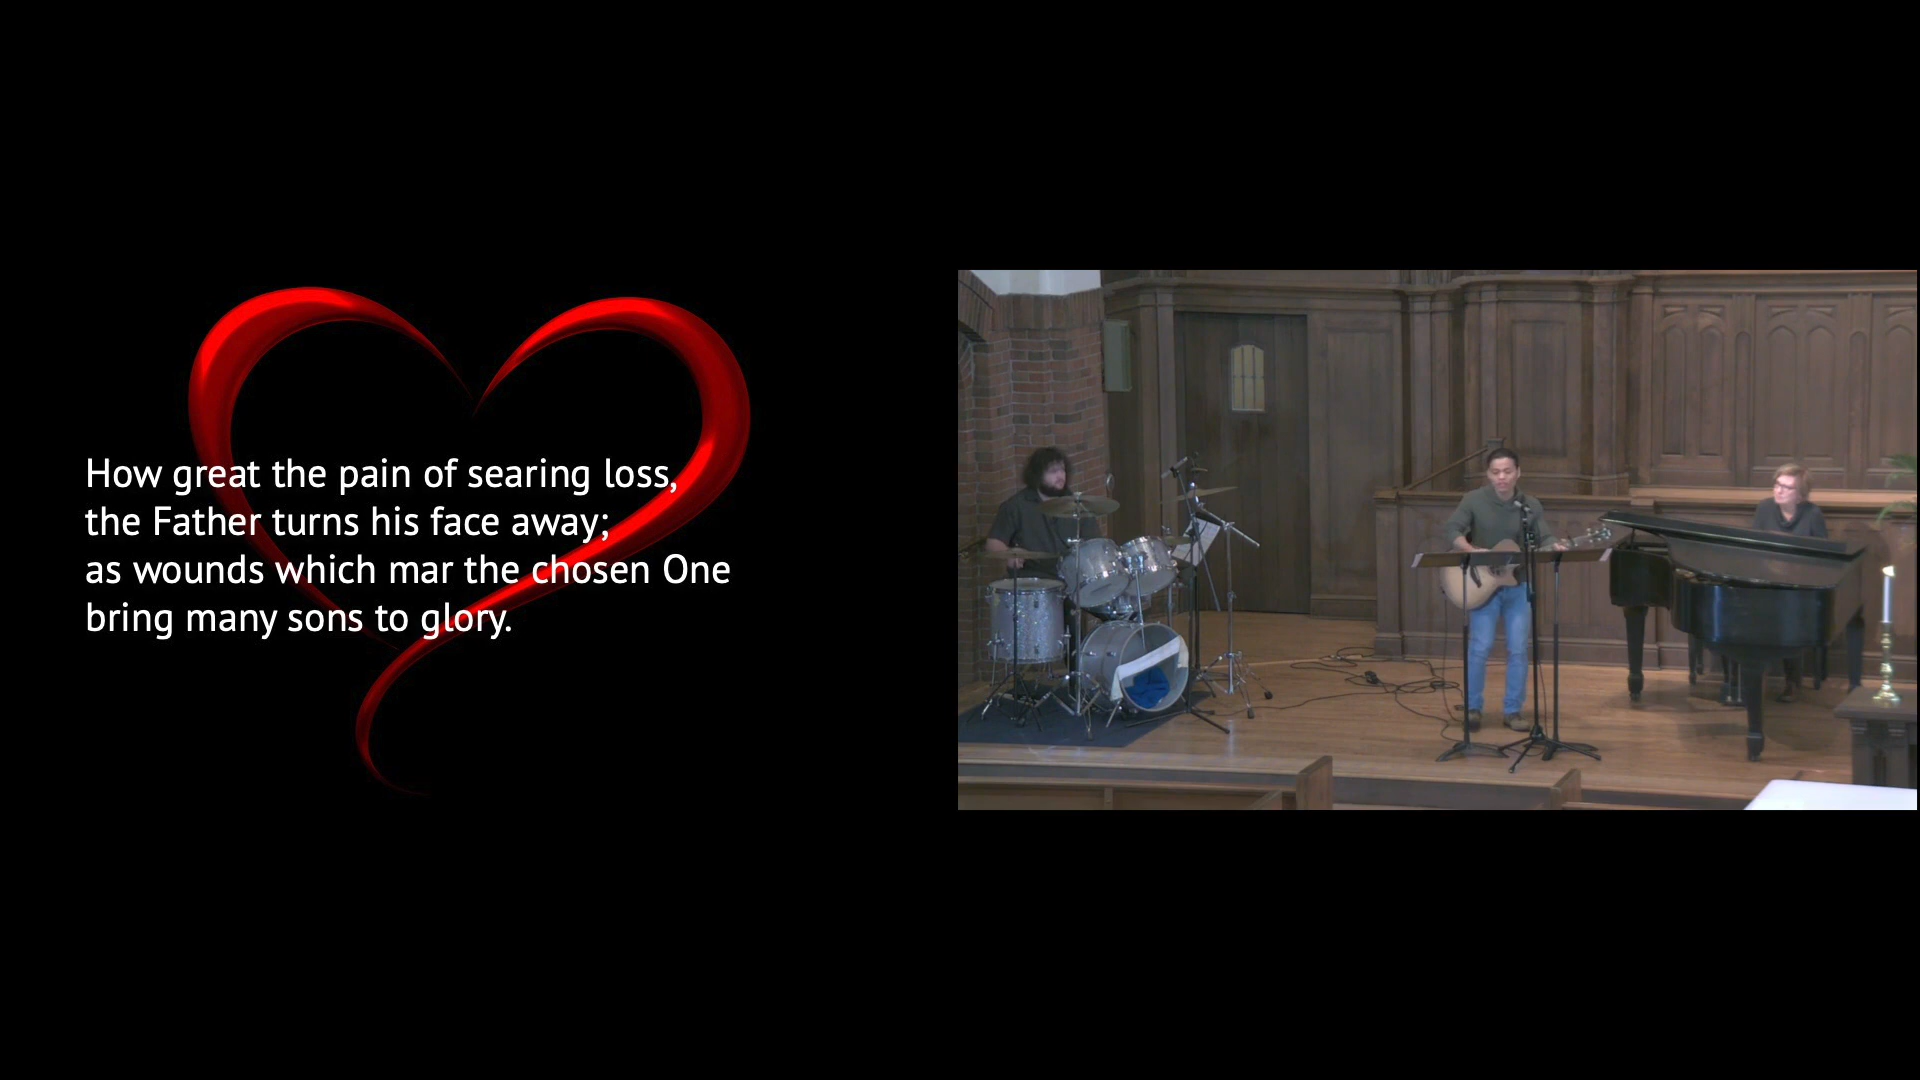 How great the pain of searing loss,
the Father turns his face away;
as wounds which mar the chosen One
bring many sons to glory.